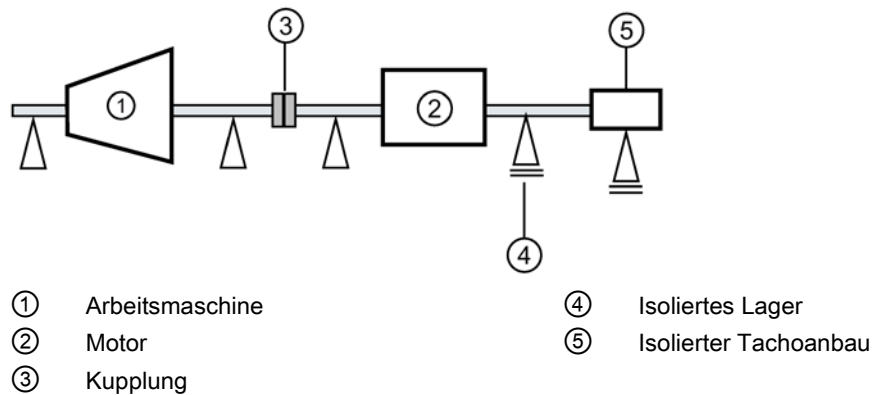 ③
⑤
①
②
④
① Arbeitsmaschine
② Motor
③ Kupplung
④ Isoliertes Lager
⑤ Isolierter Tachoanbau